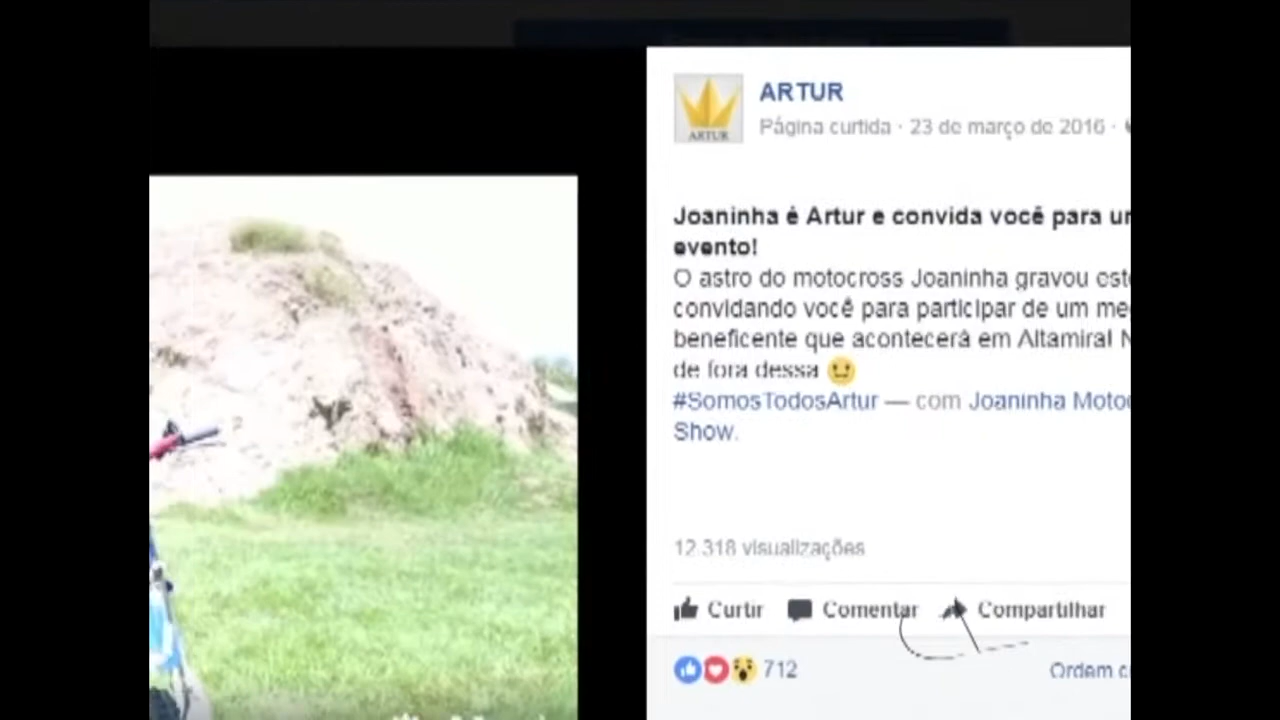 ARTUR
ARTUR
Página curtida · 23 de março de 2016 ·
Joaninha é Artur e convida você para
evento!
O astro do motocross Joaninha gravou
convidando você para participar de um
beneficente que acontecerá em Altamira!
de fora dessa
#SomosTodosArtur — com Joaninha
Show.
12.318 visualizações
Curtir Comentar Compartilhar
712
Ordem